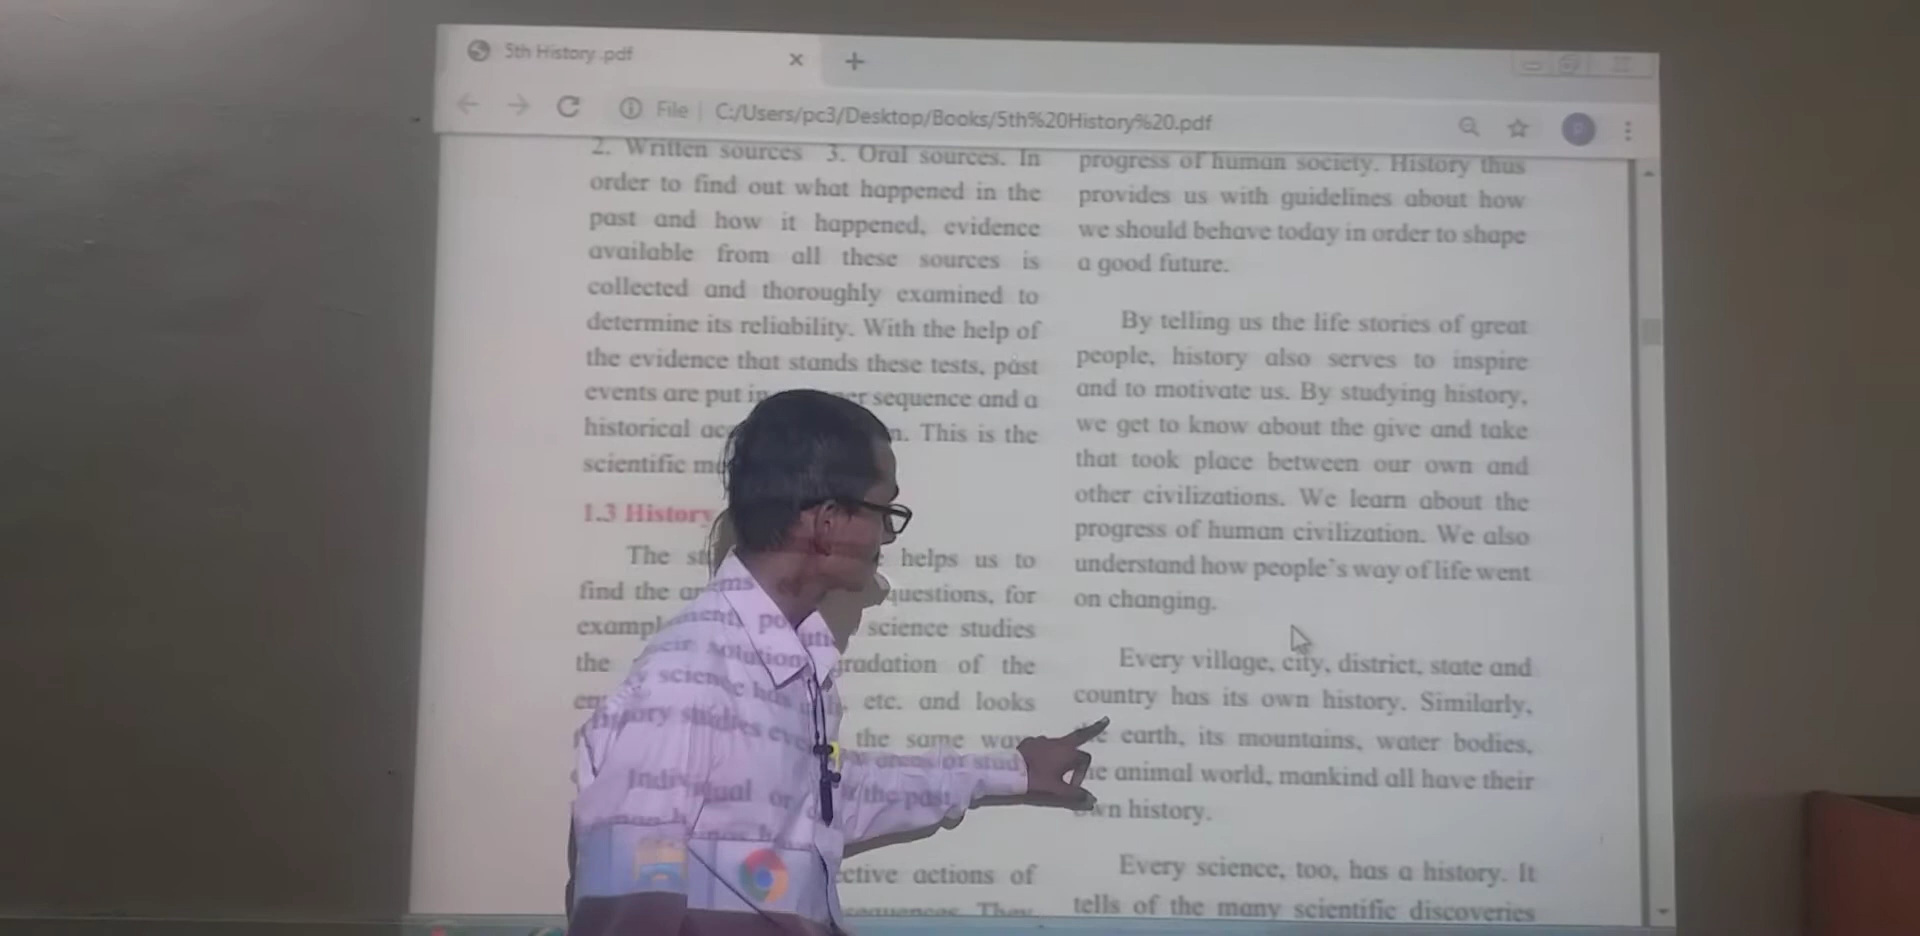 5th History .pdf
File
C:/Users/pc3/Desktop/Books/5th%20History%20.pdf
2. Written sources 3. Oral sources. In
order to find out what happened in the
past and how it happened, evidence
available from all these sources is
collected and thoroughly examined to
determine its reliability. With the help of
the evidence that stands these tests, past
events are put in sequence and a
historical This is the
scientific
1.3 History
The helps us to
find the questions, for
science studies
the gradation of the
etc. and looks
the same way
Individual or the past
actions of
They
progress of human society. History thus
provides us with guidelines about how
we should behave today in order to shape
a good future.
By telling us the life stories of great
people, history also serves to inspire
and to motivate us. By studying history,
we get to know about the give and take
that took place between our own and
other civilizations. We learn about the
progress of human civilization. We also
understand how people's way of life went
on changing.
Every village, city, district, state and
country has its own history. Similarly,
earth, its mountains, water bodies,
animal world, mankind all have their
history.
Every science, too, has a history. It
tells of the many scientific discoveries